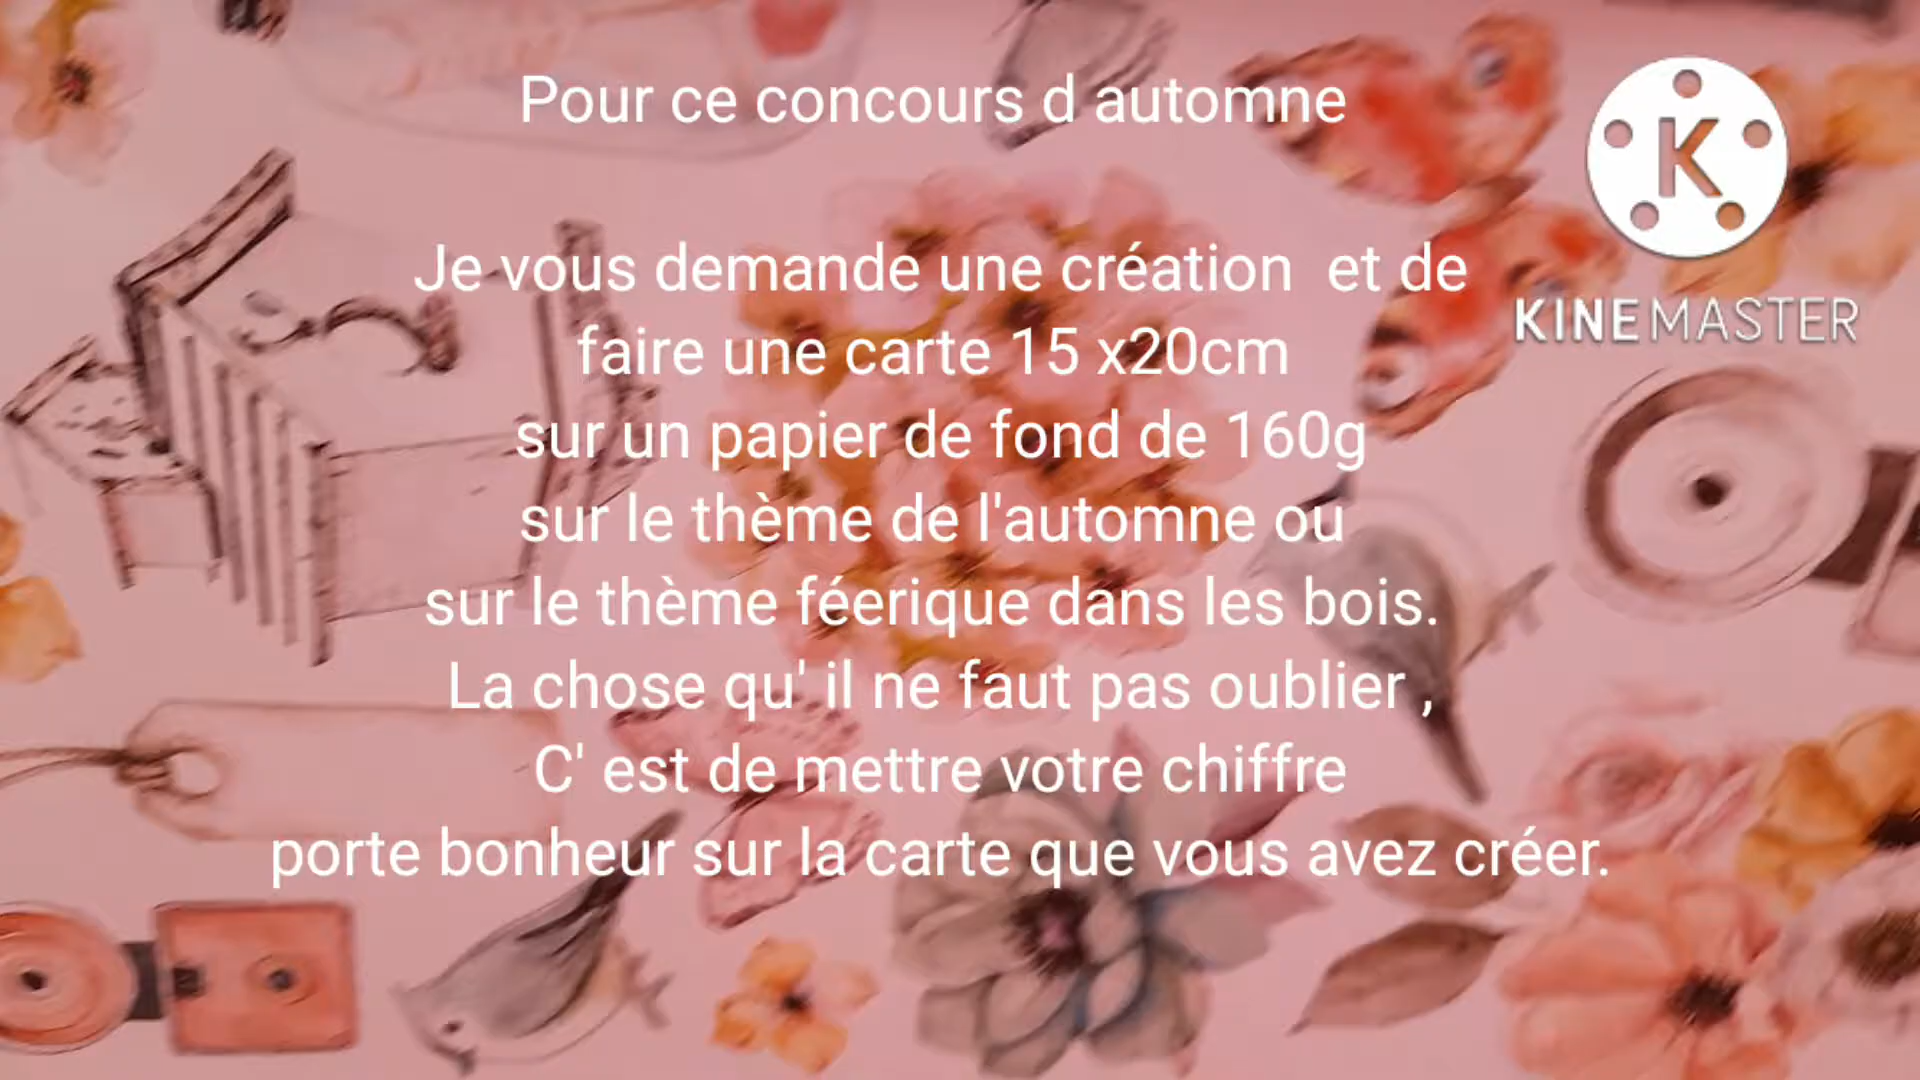 Pour ce concours d automne
K
KINEMASTER
Je vous demande une création  et de
faire une carte 15 x20cm
sur un papier de fond de 160g
sur le thème de l'automne ou
sur le thème féerique dans les bois.
La chose qu' il ne faut pas oublier ,
C' est de mettre votre chiffre
porte bonheur sur la carte que vous avez créer.